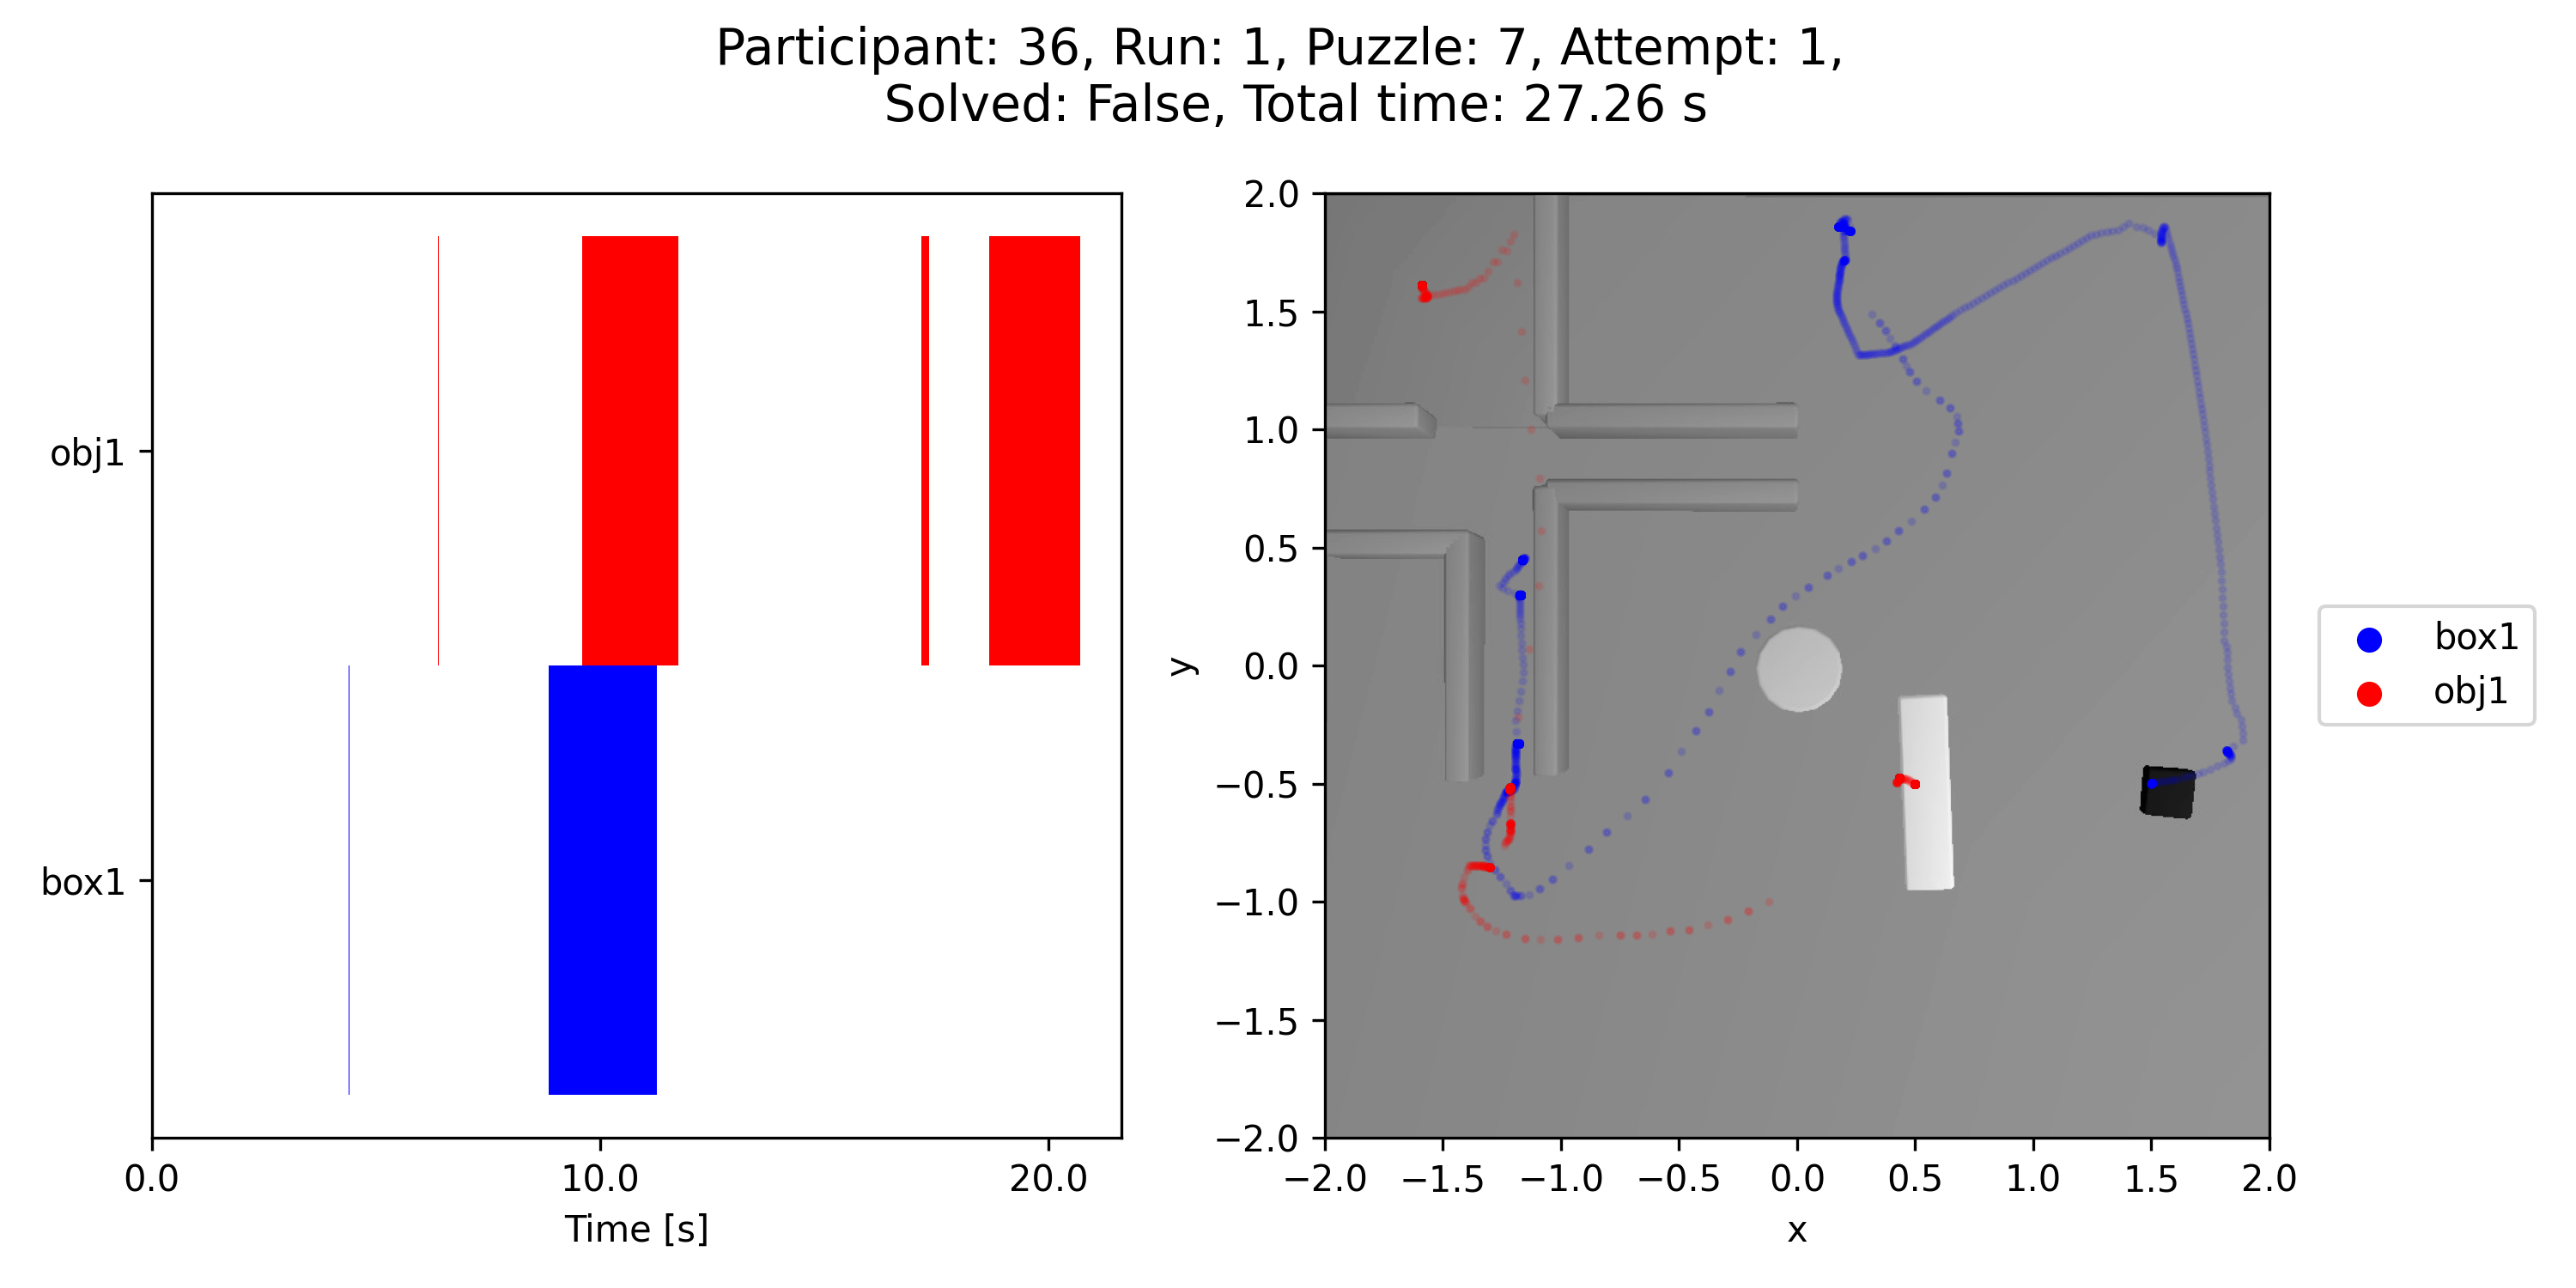 Participant: 36, Run: 1, Puzzle: 7, Attempt: 1,
Solved: False, Total time: 27.26 s
obj1
box1
0.0 10.0 20.0
Time [s]
2.0
1.5
1.0
0.5
0.0
−0.5
−1.0
−1.5
−2.0
y
−2.0 −1.5 −1.0 −0.5 0.0 0.5 1.0 1.5 2.0
x
box1
obj1